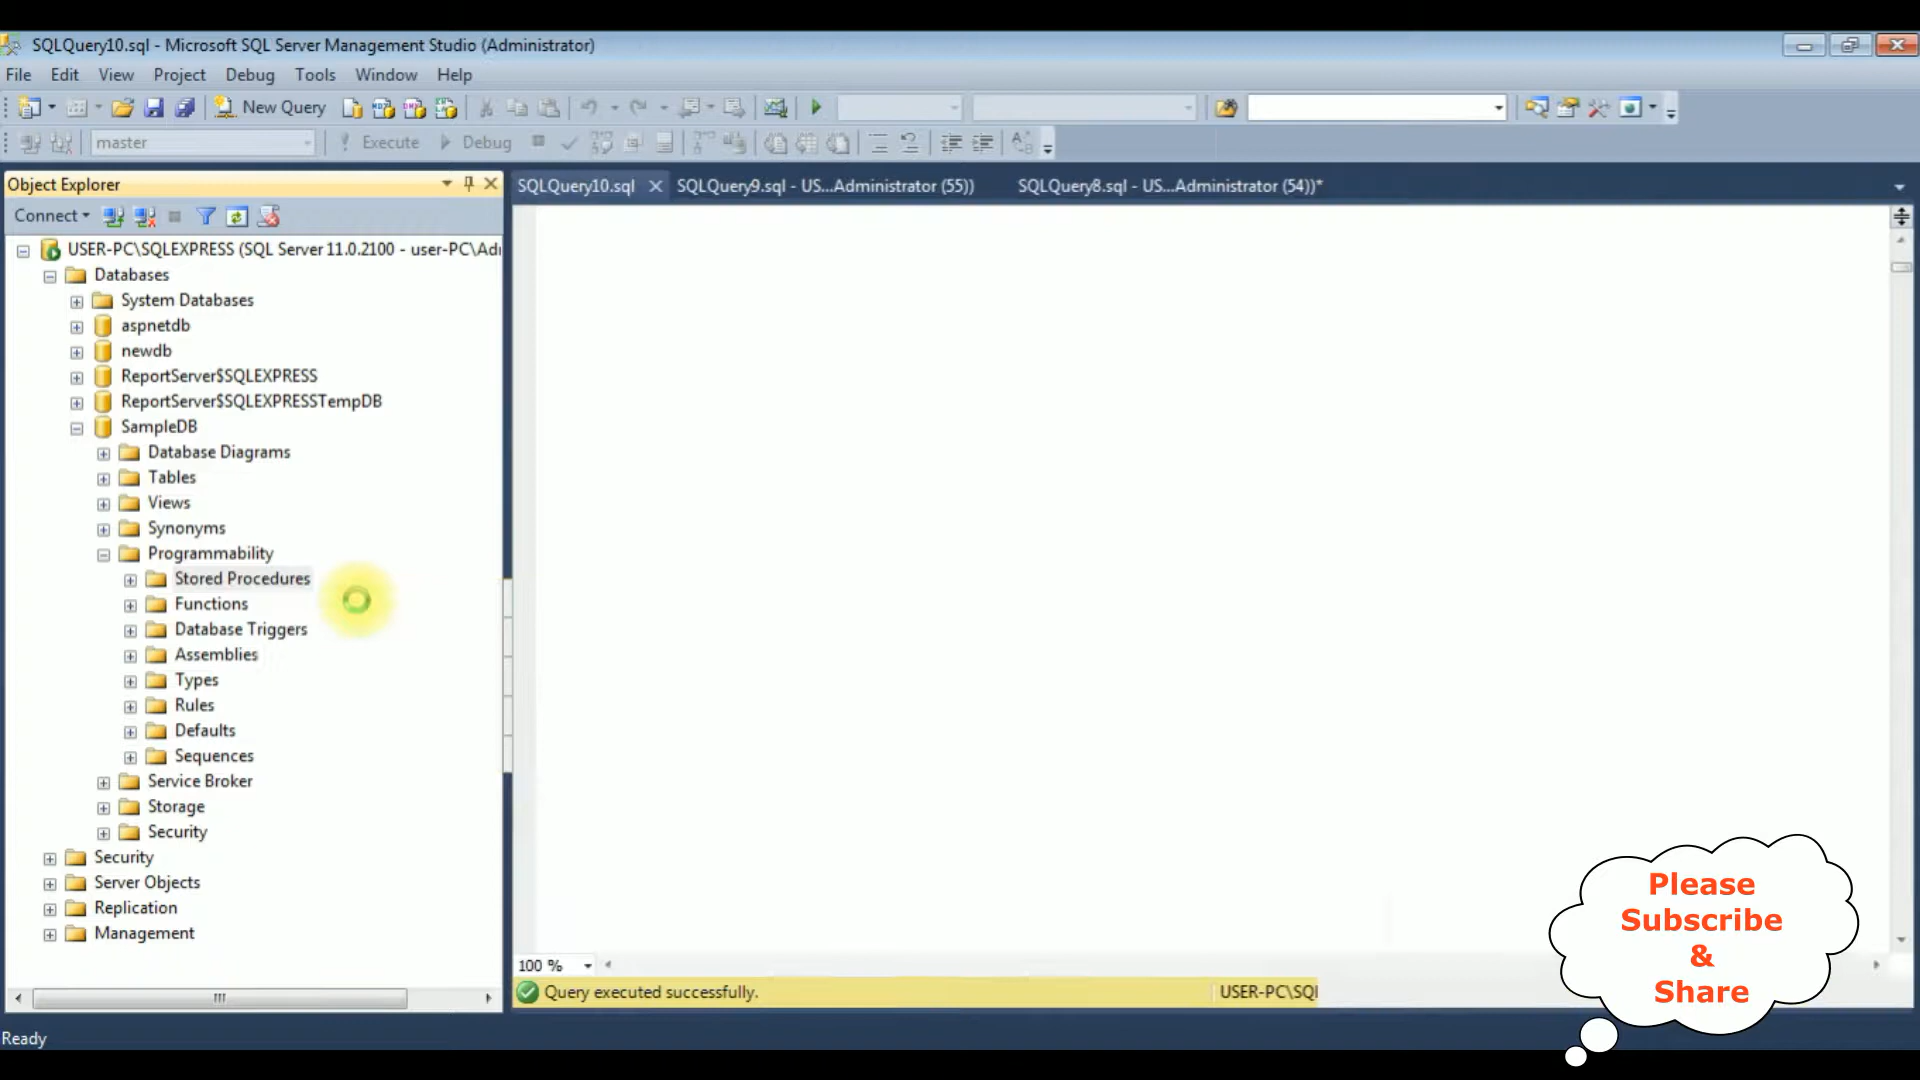 SQLQuery10.sql - Microsoft SQL Server Management Studio (Administrator)
File Edit View Project Debug Tools Window Help
New Query
master Execute Debug
Object Explorer
SQLQuery10.sql SQLQuery9.sql - US...Administrator (55)) SQLQuery8.sql - US...Administrator (54))*
Connect
USER-PC\SQLEXPRESS (SQL Server 11.0.2100 - user-PC\Adi
Databases
System Databases
aspnetdb
newdb
ReportServer$SQLEXPRESS
ReportServer$SQLEXPRESSTempDB
SampleDB
Database Diagrams
Tables
Views
Synonyms
Programmability
Stored Procedures
Functions
Database Triggers
Assemblies
Types
Rules
Defaults
Sequences
Service Broker
Storage
Security
Security
Server Objects
Replication
Management
100 %
Query executed successfully. USER-PC\SQl
Ready
Please
Subscribe
&
Share